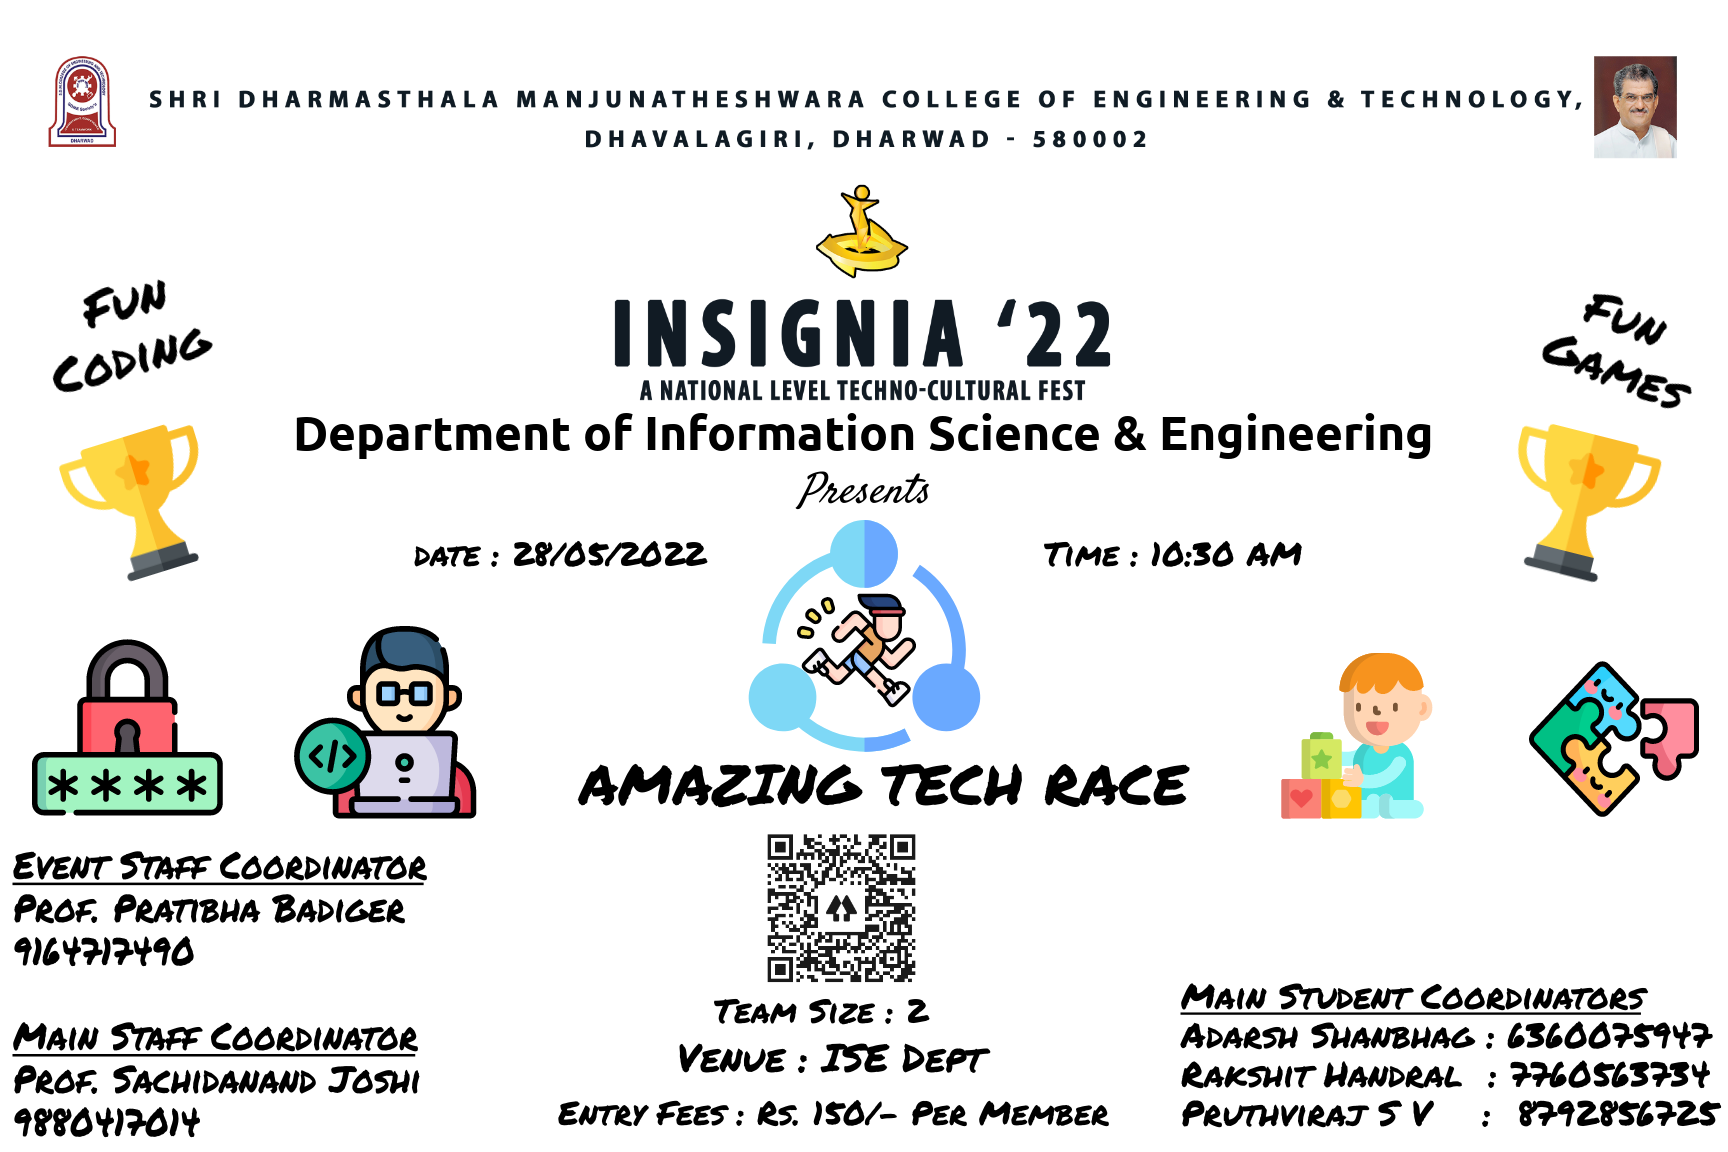 SHRI DHARMASTHALA MANJUNATHESHWARA COLLEGE OF ENGINEERING & TECHNOLOGY,
DHAVALAGIRI, DHARWAD - 580002
DHARWAD
INSIGNIA ‘22
A NATIONAL LEVEL TECHNO-CULTURAL FEST
Department of Information Science & Engineering
Presents
FUN
CODING
FUN
GAMES
DATE : 28/05/2022
TIME : 10:30 AM
</>
* * * *
AMAZING TECH RACE
EVENT STAFF COORDINATOR
PROF. PRATIBHA BADIGER
9164717490
MAIN STAFF COORDINATOR
PROF. SACHIDANAND JOSHI
9880417014
TEAM SIZE : 2
VENUE : ISE DEPT
ENTRY FEES : RS. 150/- PER MEMBER
MAIN STUDENT COORDINATORS
ADARSH SHANBHAG : 6360075947
RAKSHIT HANDRAL : 7760563734
PRUTHVIRAJ S V : 8792856725